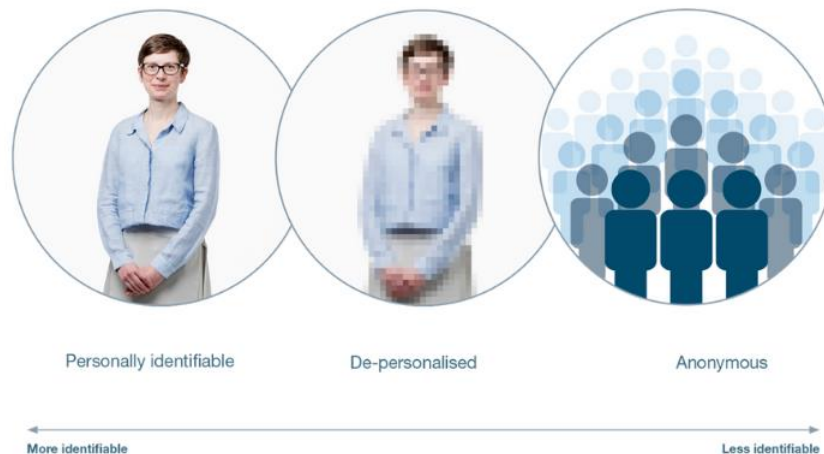 Personally identifiable
De-personalised
Anonymous
More identifiable
Less identifiable